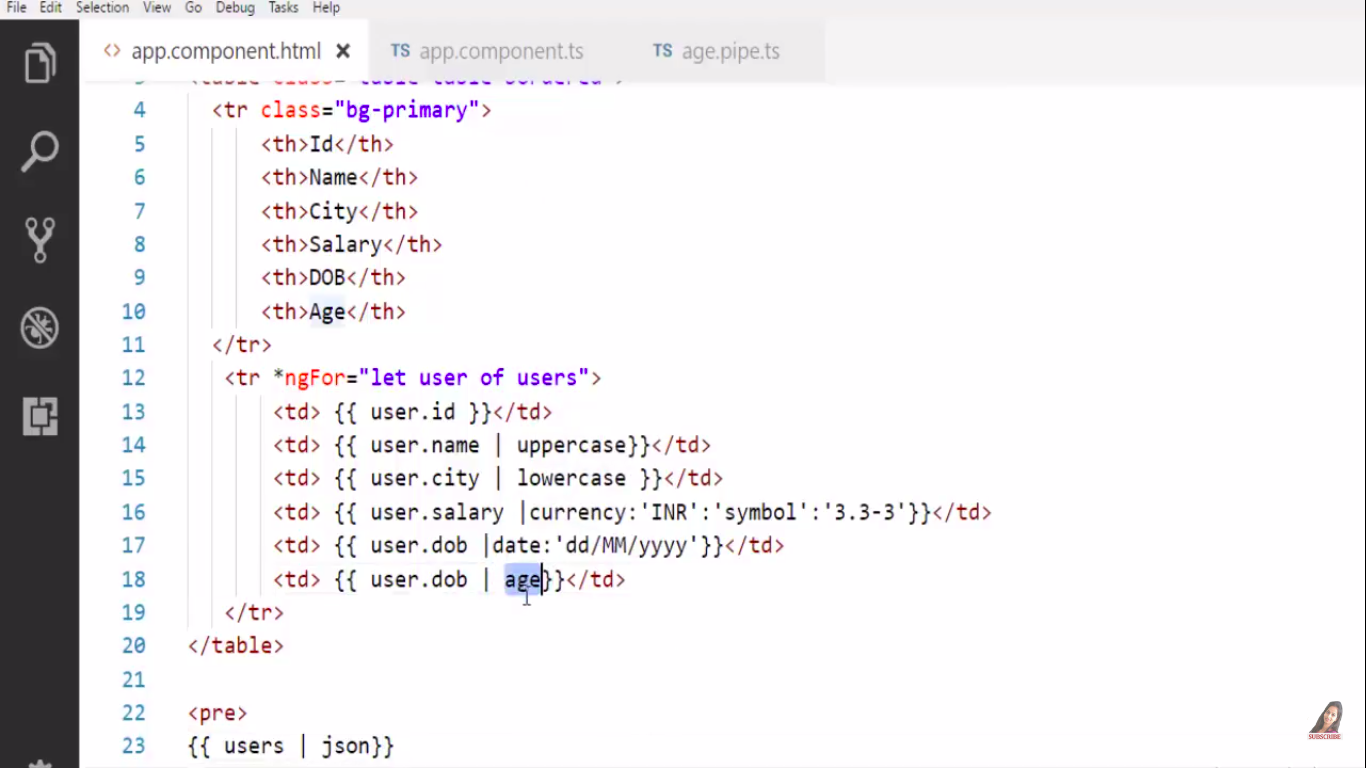 File Edit Selection View Go Debug Tasks Help
<> app.component.html × TS app.component.ts TS age.pipe.ts
4 <tr class="bg-primary">
5 <th>Id</th>
6 <th>Name</th>
7 <th>City</th>
8 <th>Salary</th>
9 <th>DOB</th>
10 <th>Age</th>
11 </tr>
12 <tr *ngFor="let user of users">
13 <td> {{ user.id }}</td>
14 <td> {{ user.name | uppercase}}</td>
15 <td> {{ user.city | lowercase }}</td>
16 <td> {{ user.salary |currency:'INR':'symbol':'3.3-3'}}</td>
17 <td> {{ user.dob |date:'dd/MM/yyyy'}}</td>
18 <td> {{ user.dob | age}}</td>
19 </tr>
20 </table>
21
22 <pre>
23 {{ users | json}}
SUBSCRIBE